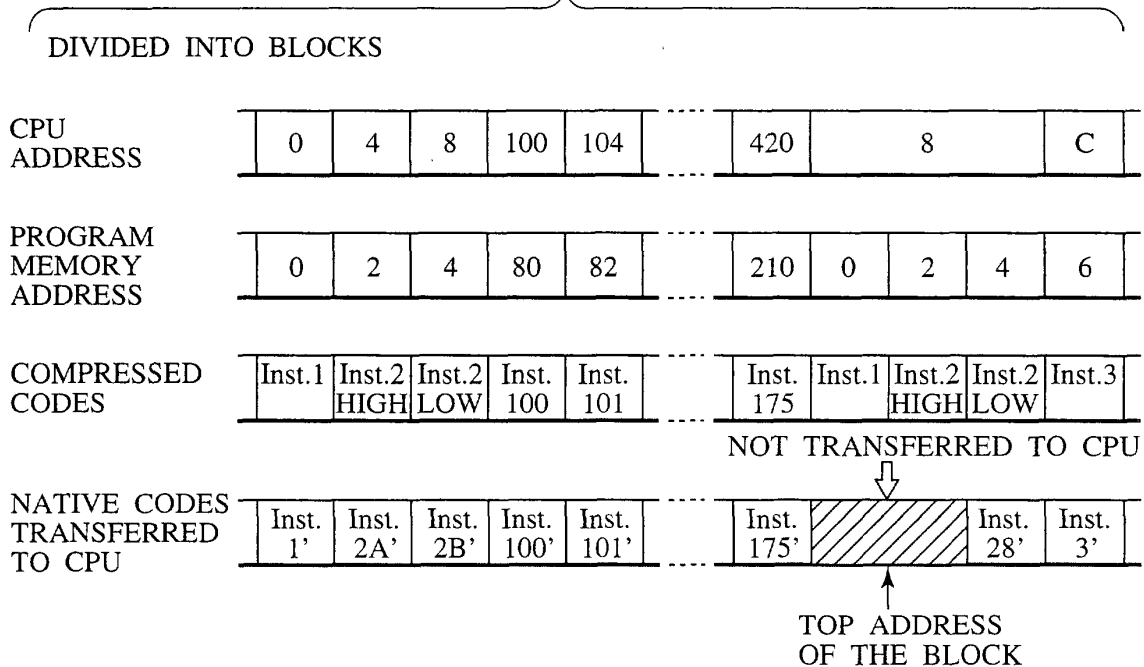 DIVIDED INTO BLOCKS
CPU ADDRESS 0 4 8 100 104 420 8 C
PROGRAM MEMORY ADDRESS 0 2 4 80 82 210 0 2 4 6
COMPRESSED CODES Inst.1 Inst.2 HIGH Inst.2 LOW Inst. 100 Inst. 101 Inst. 175 Inst.1 Inst.2 HIGH Inst.2 LOW Inst.3
NOT TRANSFERRED TO CPU
NATIVE CODES TRANSFERRED TO CPU Inst. 1’ Inst. 2A’ Inst. 2B’ Inst. 100’ Inst. 101’ Inst. 175’ Inst. 28’ Inst. 3’
TOP ADDRESS
OF THE BLOCK